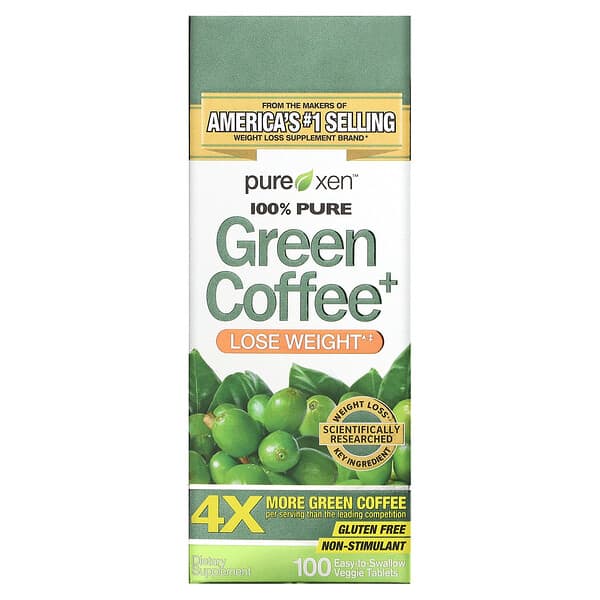 FROM THE MAKERS OF
AMERICA'S #1 SELLING
WEIGHT LOSS SUPPLEMENT BRAND*
pure xen™
100% PURE
Green
Coffee+
LOSE WEIGHT^‡
WEIGHT LOSS^
SCIENTIFICALLY
RESEARCHED
KEY INGREDIENT
4X MORE GREEN COFFEE
per serving than the leading competition
GLUTEN FREE
NON-STIMULANT
Dietary
Supplement
100 Easy-to-Swallow
Veggie Tablets